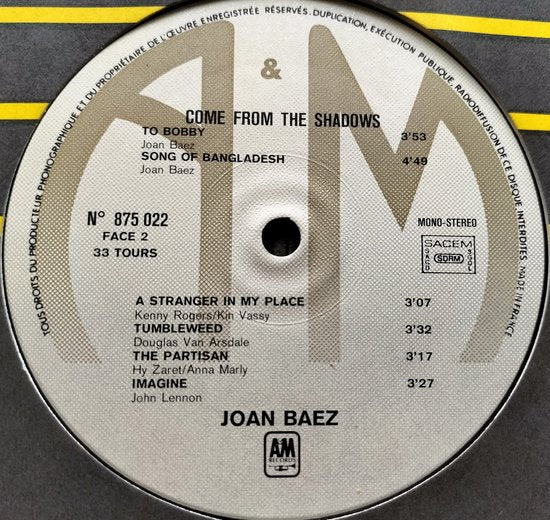 TOUS DROITS DU PRODUCTEUR PHONOGRAPHIQUE ET DU PROPRIÉTAIRE DE L'ŒUVRE ENREGISTRÉE RÉSERVÉS. DUPLICATION, EXÉCUTION PUBLIQUE, RADIODIFFUSION DE CE DISQUE INTERDITES. MADE IN FRANCE
A & M
COME FROM THE SHADOWS
TO BOBBY 3'53
Joan Baez
SONG OF BANGLADESH 4'49
Joan Baez
N° 875 022
FACE 2
33 TOURS
MONO-STEREO
SACEM
SACD SDRM SGDL
A STRANGER IN MY PLACE 3'07
Kenny Rogers/Kin Vassy
TUMBLEWEED 3'32
Douglas Van Arsdale
THE PARTISAN 3'17
Hy Zaret/Anna Marly
IMAGINE 3'27
John Lennon
JOAN BAEZ
A&M
RECORDS